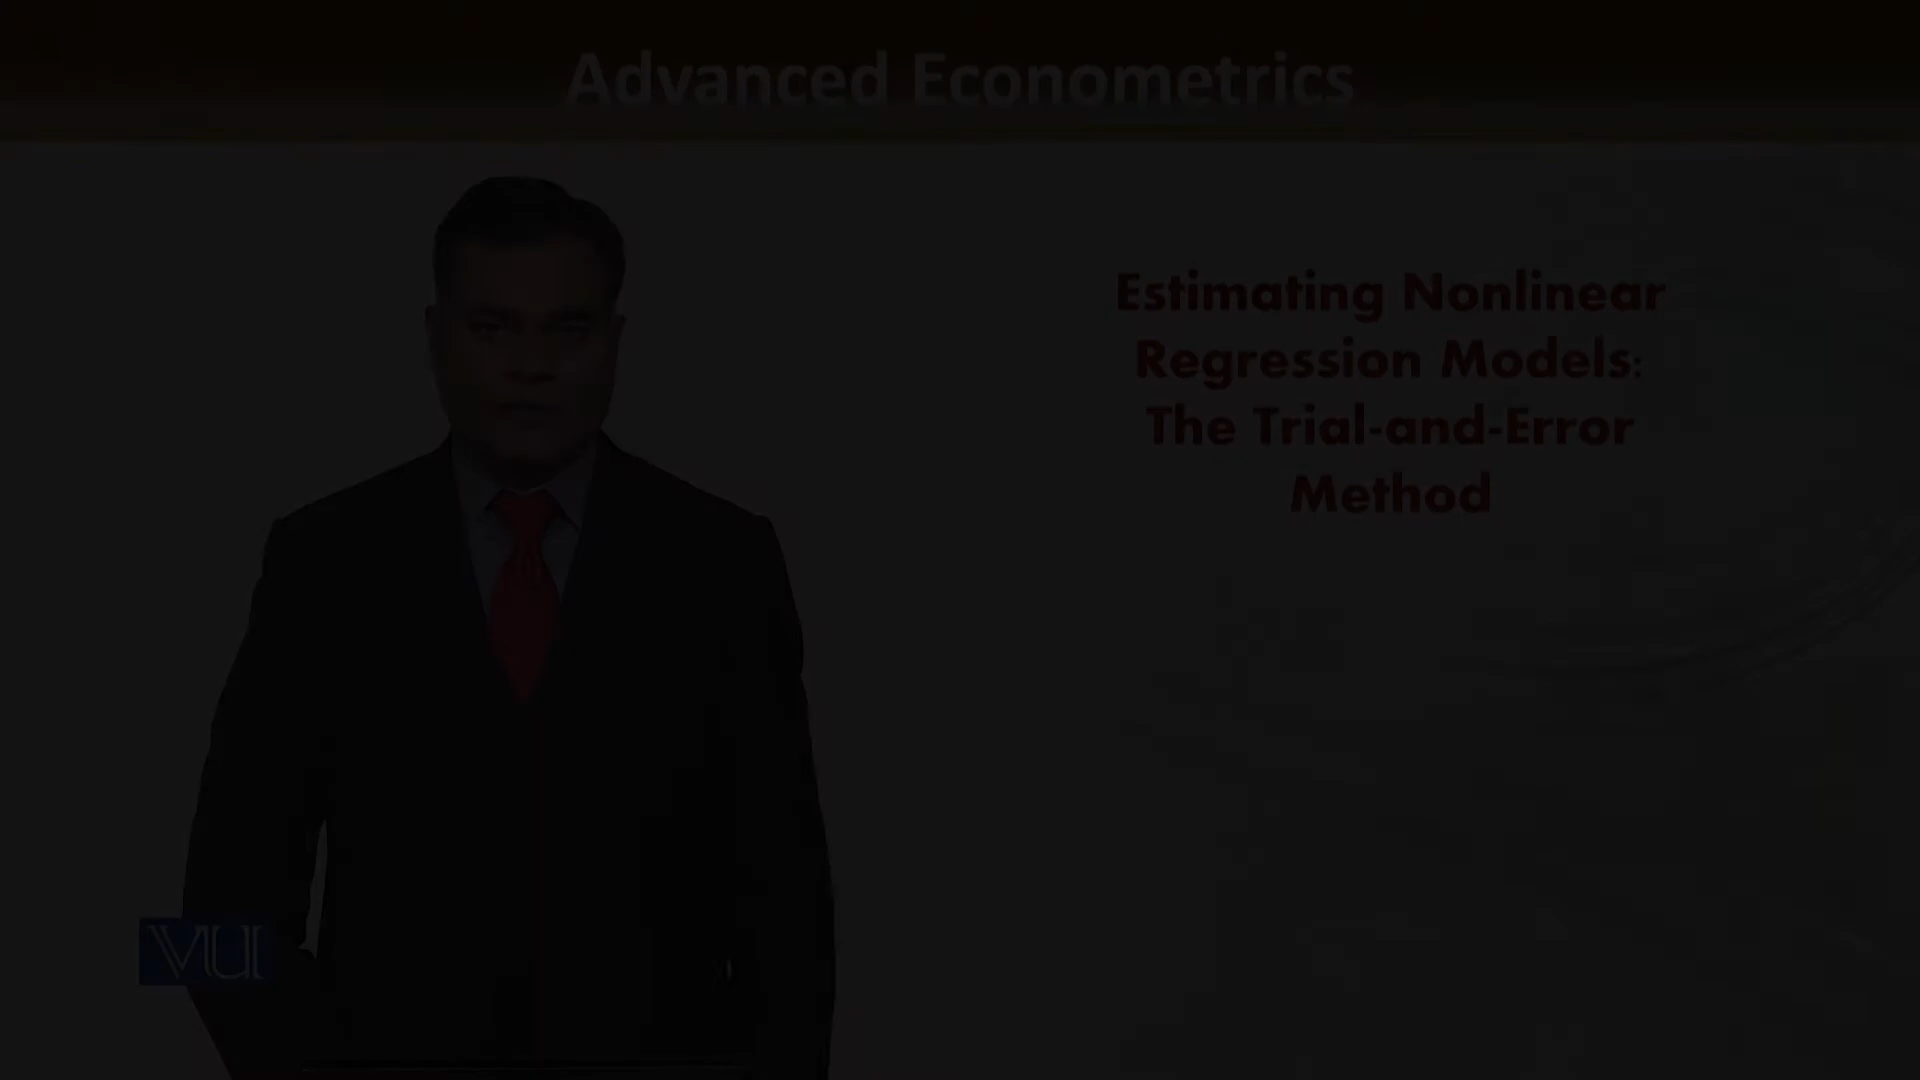 Advanced Econometrics
Estimating Nonlinear
Regression Models:
The Trial-and-Error
Method
VU